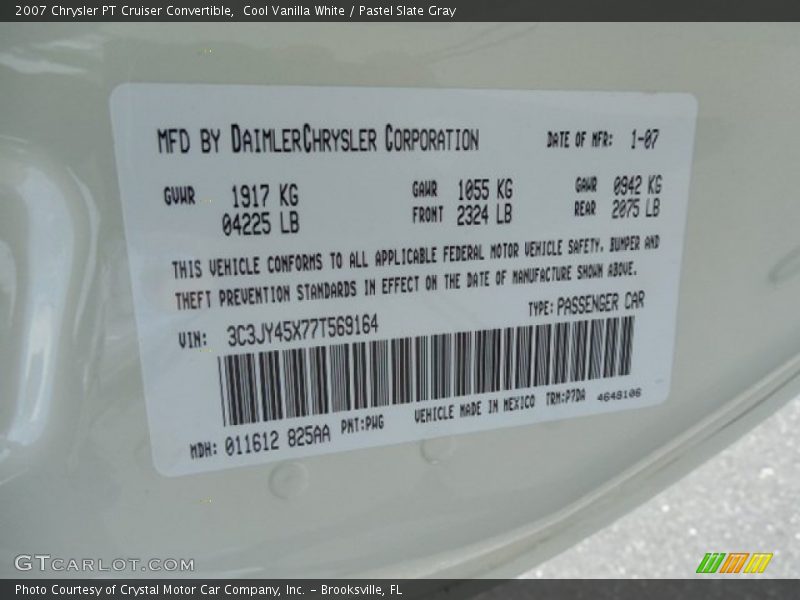 2007 Chrysler PT Cruiser Convertible,  Cool Vanilla White / Pastel Slate Gray
MFD BY DAIMLERCHRYSLER CORPORATION DATE OF MFR: 1-07
GVWR 1917 KG GAWR 1055 KG GAWR 0942 KG
04225 LB FRONT 2324 LB REAR 2075 LB
THIS VEHICLE CONFORMS TO ALL APPLICABLE FEDERAL MOTOR VEHICLE SAFETY, BUMPER AND
THEFT PREVENTION STANDARDS IN EFFECT ON THE DATE OF MANUFACTURE SHOWN ABOVE.
VIN: 3C3JY45X77T569164 TYPE: PASSENGER CAR
MDH: 011612 825AA PNT:PWG VEHICLE MADE IN MEXICO TRM:P7DA 4648106
GTCARLOT.COM
Photo Courtesy of Crystal Motor Car Company, Inc. – Brooksville, FL